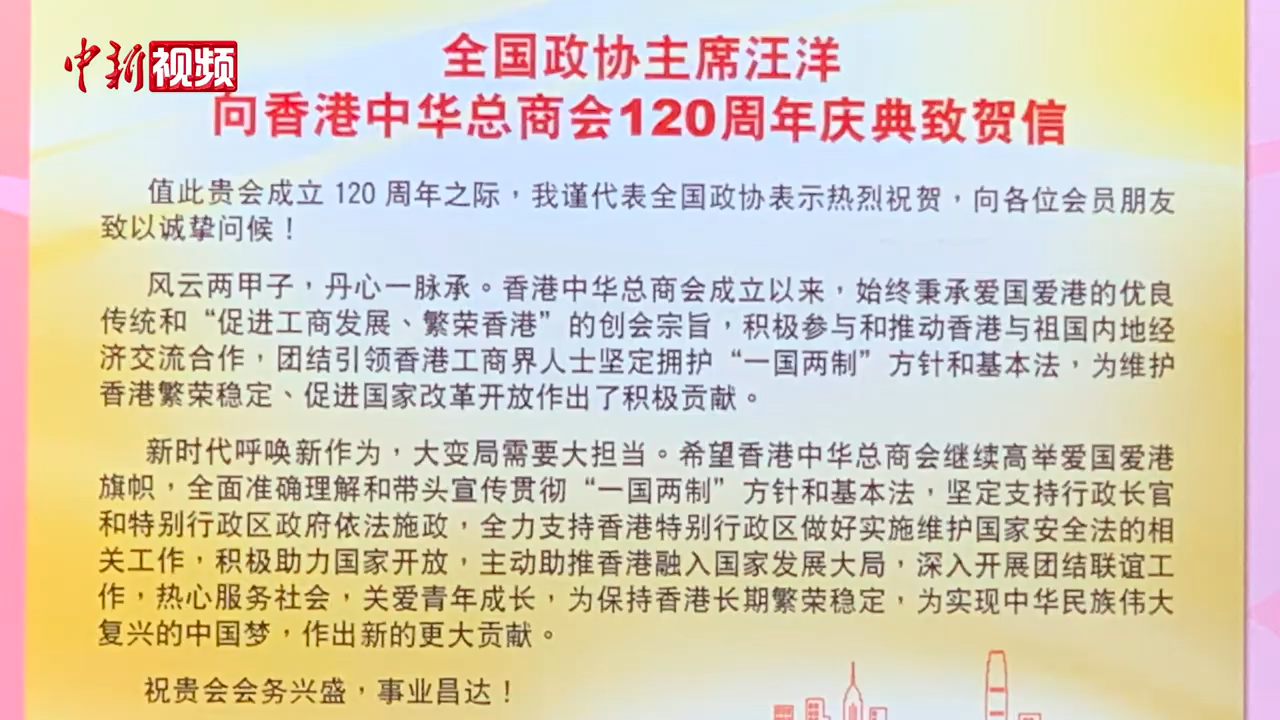 中新视频
全国政协主席汪洋
向香港中华总商会120周年庆典致贺信
值此贵会成立 120 周年之际，我谨代表全国政协表示热烈祝贺，向各位会员朋友
致以诚挚问候！
风云两甲子，丹心一脉承。香港中华总商会成立以来，始终秉承爱国爱港的优良
传统和“促进工商发展、繁荣香港”的创会宗旨，积极参与和推动香港与祖国内地经
济交流合作，团结引领香港工商界人士坚定拥护“一国两制”方针和基本法，为维护
香港繁荣稳定、促进国家改革开放作出了积极贡献。
新时代呼唤新作为，大变局需要大担当。希望香港中华总商会继续高举爱国爱港
旗帜，全面准确理解和带头宣传贯彻“一国两制”方针和基本法，坚定支持行政长官
和特别行政区政府依法施政，全力支持香港特别行政区做好实施维护国家安全法的相
关工作，积极助力国家开放，主动助推香港融入国家发展大局，深入开展团结联谊工
作，热心服务社会，关爱青年成长，为保持香港长期繁荣稳定，为实现中华民族伟大
复兴的中国梦，作出新的更大贡献。
祝贵会会务兴盛，事业昌达！